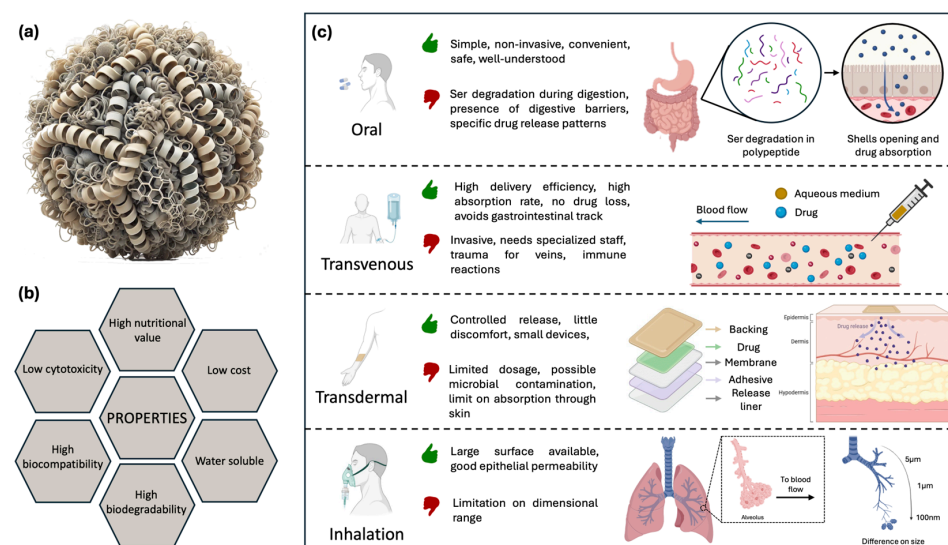 (a)
(b)
High nutritional
value
Low cytotoxicity
Low cost
PROPERTIES
High
biocompatibility
Water soluble
High
biodegradability
(c)
Oral
Simple, non-invasive, convenient,
safe, well-understood
Ser degradation during digestion,
presence of digestive barriers,
specific drug release patterns
Ser degradation in
polypeptide
Shells opening and
drug absorption
Transvenous
High delivery efficiency, high
absorption rate, no drug loss,
avoids gastrointestinal track
Invasive, needs specialized staff,
trauma for veins, immune
reactions
Blood flow
Aqueous medium
Drug
Transdermal
Controlled release, little
discomfort, small devices,
Limited dosage, possible
microbial contamination,
limit on absorption through
skin
Backing
Drug
Membrane
Adhesive
Release
liner
Epidermis
Drug release
Dermis
Hypodermis
Inhalation
Large surface available,
good epithelial permeability
Limitation on dimensional
range
Alveolus
To blood
flow
5μm
1μm
100nm
Difference on size